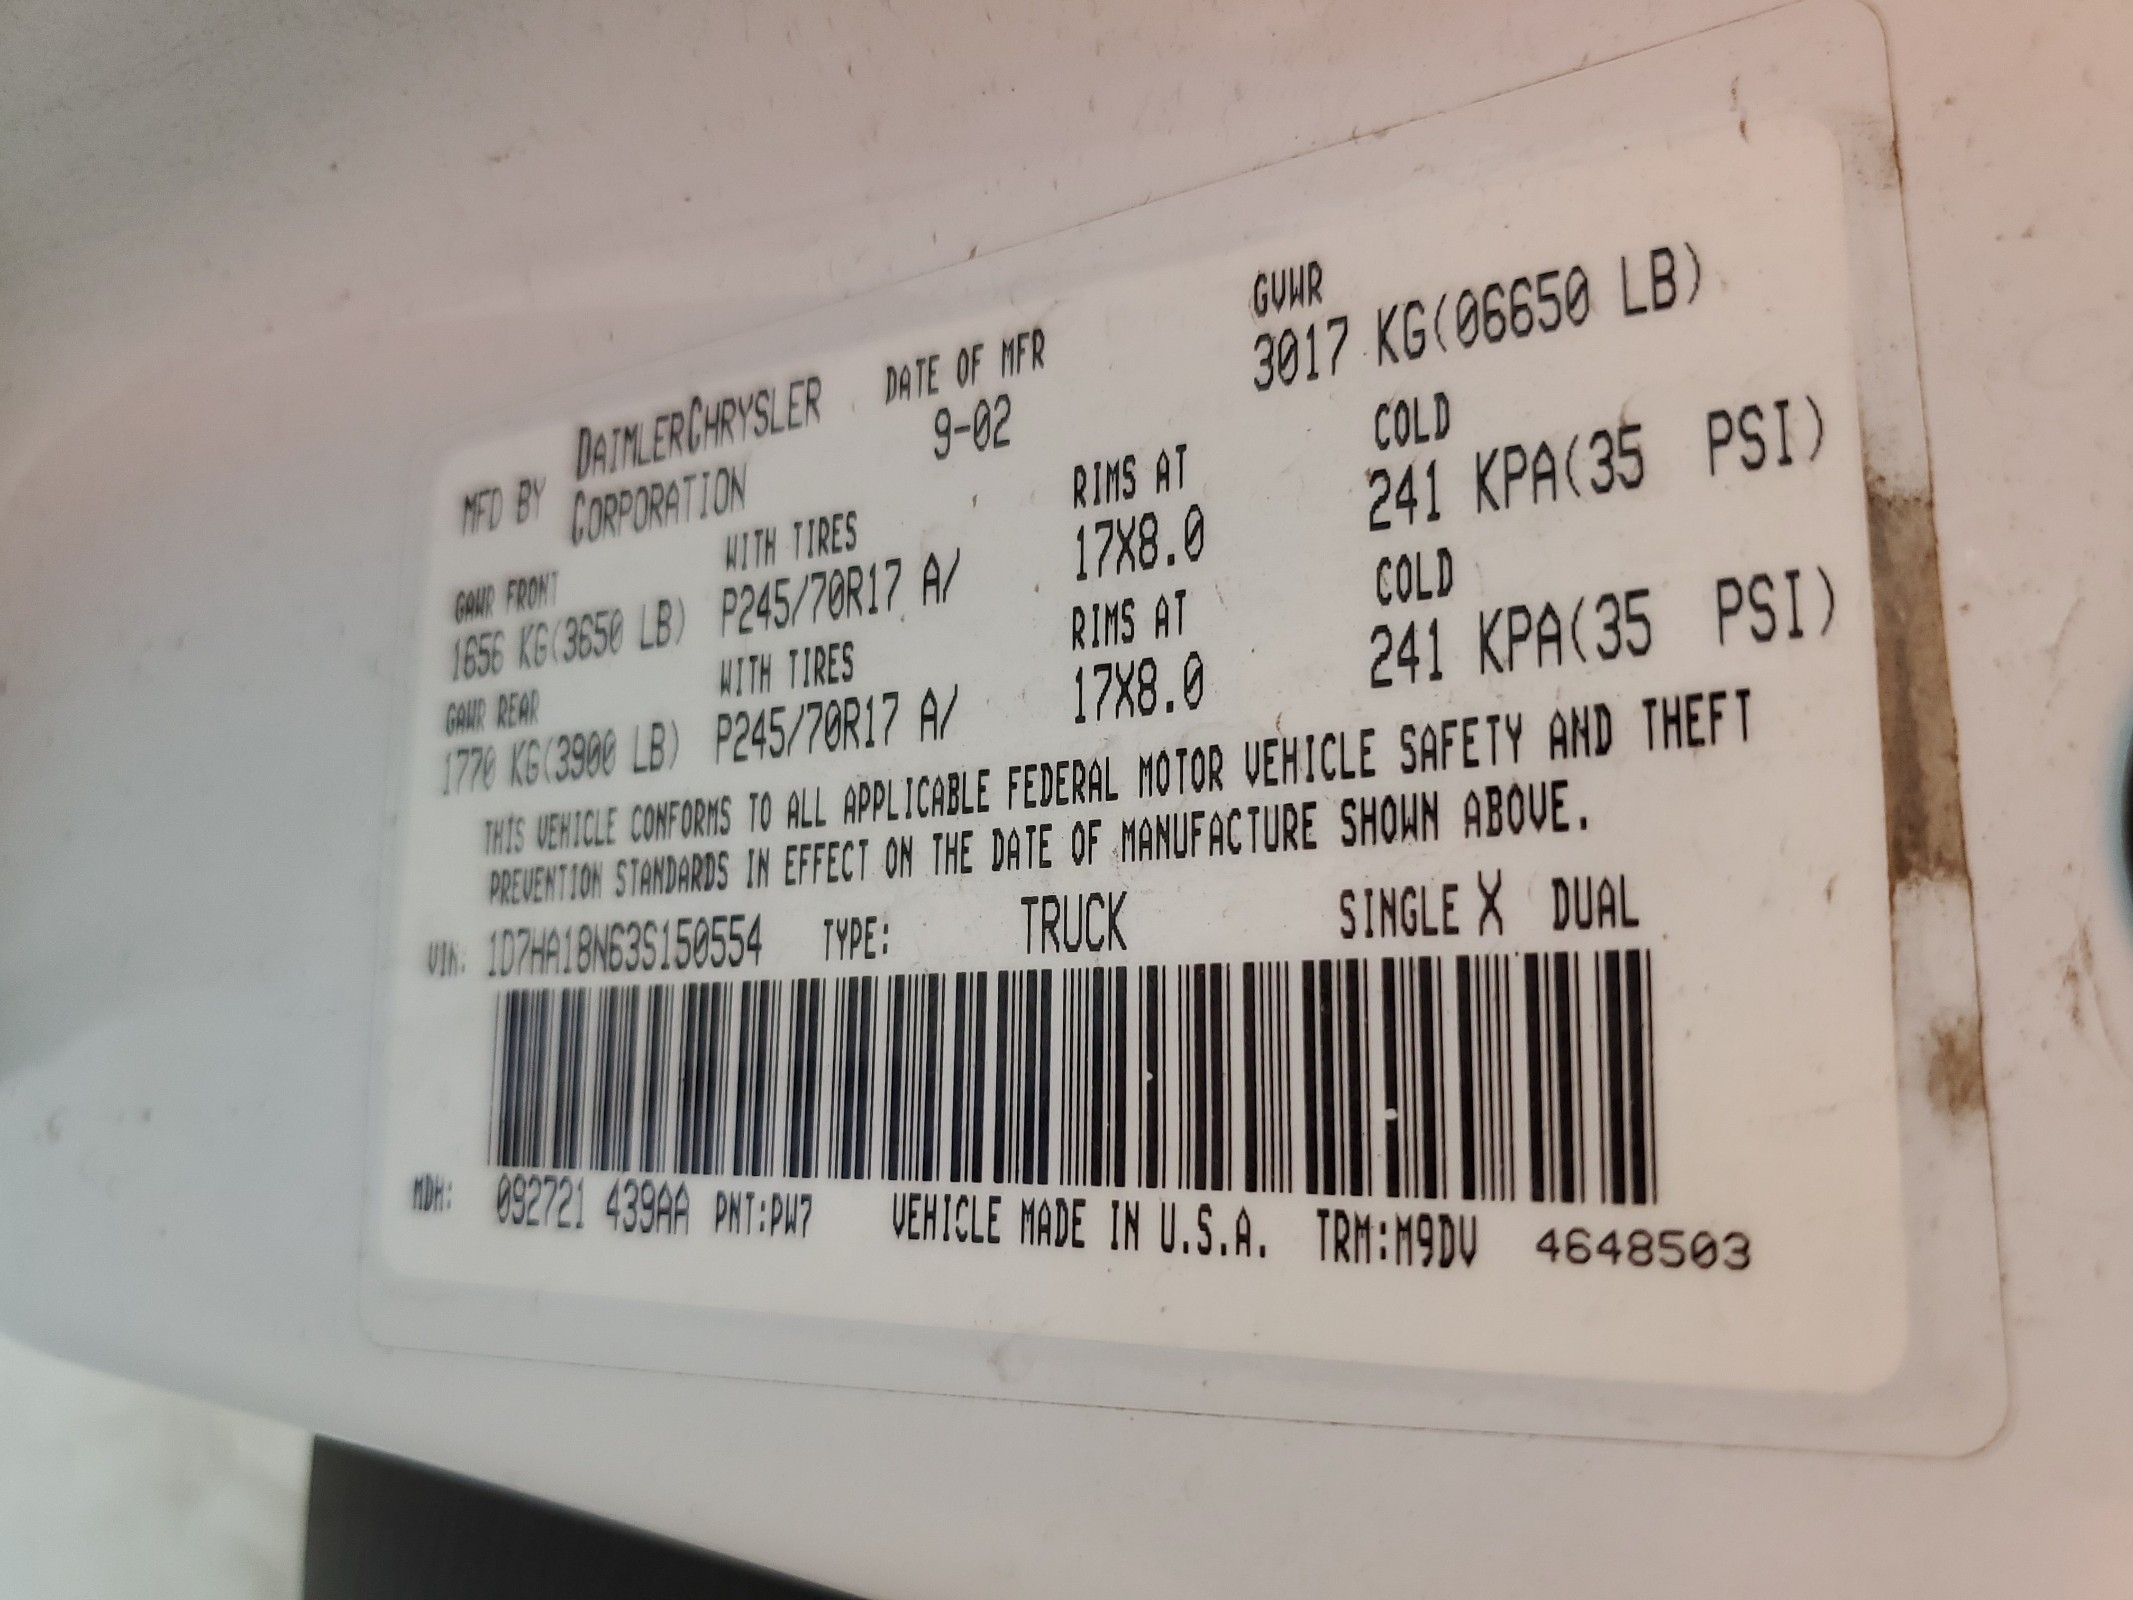 MFD BY DAIMLERCHRYSLER CORPORATION
DATE OF MFR
9-02
GVWR
3017 KG(06650 LB)
GAWR FRONT WITH TIRES RIMS AT COLD
1656 KG(3650 LB) P245/70R17 A/ 17X8.0 241 KPA(35 PSI)
GAWR REAR WITH TIRES RIMS AT COLD
1770 KG(3900 LB) P245/70R17 A/ 17X8.0 241 KPA(35 PSI)
THIS VEHICLE CONFORMS TO ALL APPLICABLE FEDERAL MOTOR VEHICLE SAFETY AND THEFT
PREVENTION STANDARDS IN EFFECT ON THE DATE OF MANUFACTURE SHOWN ABOVE.
VIN: 1D7HA18N63S150554 TYPE: TRUCK SINGLE X DUAL
MDH: 092721 439AA PNT:PW7 VEHICLE MADE IN U.S.A. TRM:M9DV 4648503